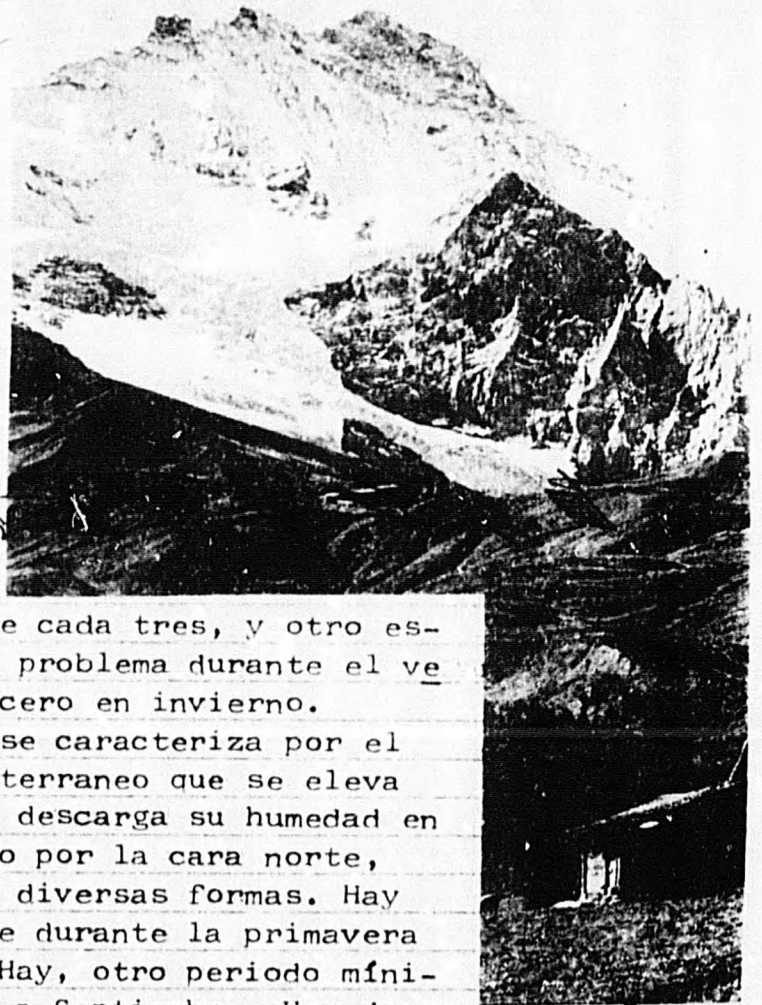 e cada tres, y otro es-
problema durante el ve
cero en invierno.
se caracteriza por el
terraneo que se eleva
descarga su humedad en
o por la cara norte,
diversas formas. Hay
e durante la primavera
Hay, otro periodo míni-